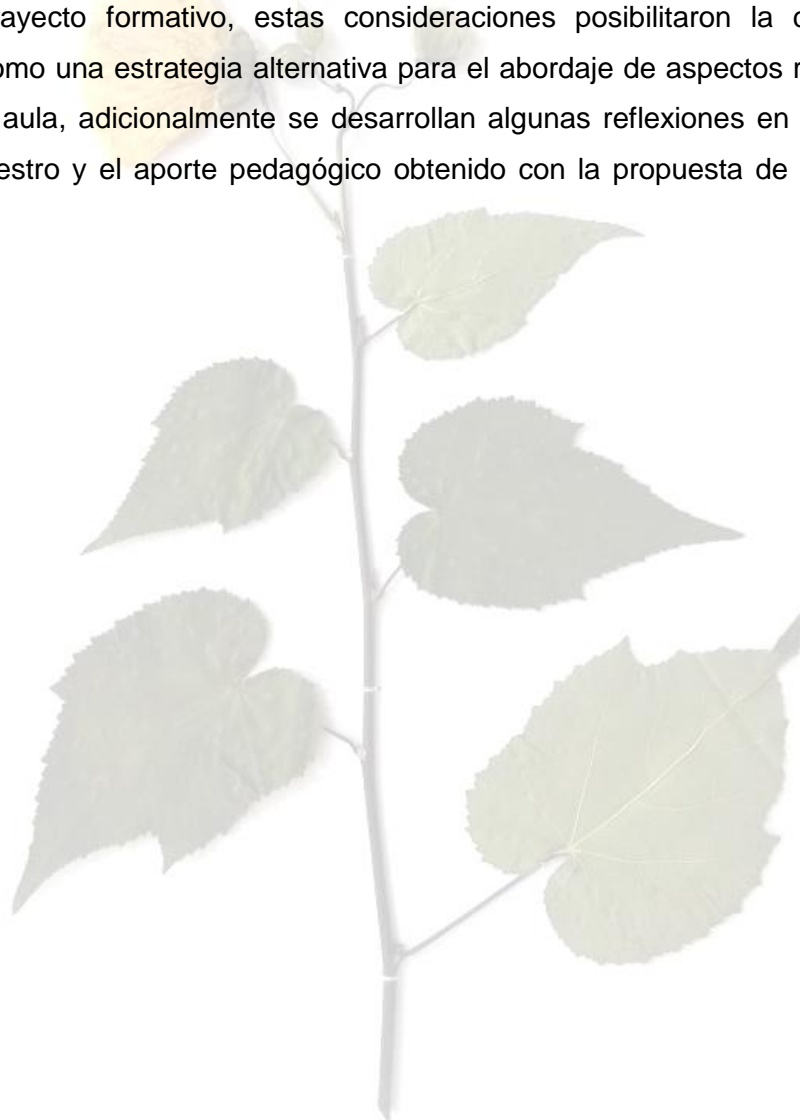 ayecto formativo, estas consideraciones posibilitaron la
omo una estrategia alternativa para el abordaje de aspectos
aula, adicionalmente se desarrollan algunas reflexiones en
estro y el aporte pedagógico obtenido con la propuesta de